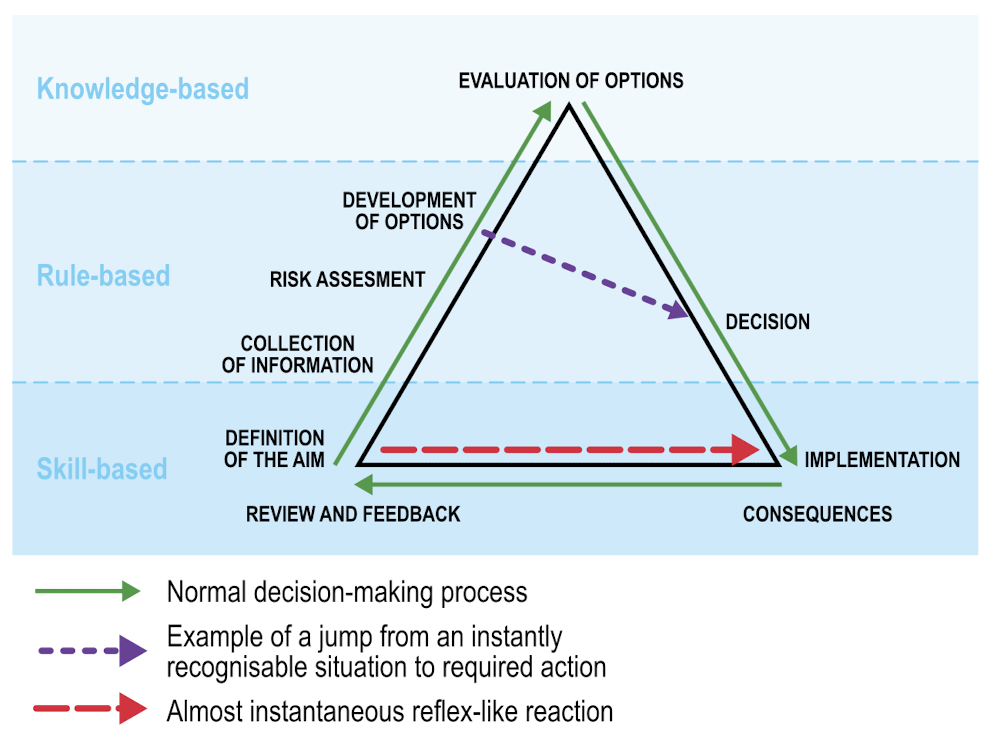 Knowledge-based
EVALUATION OF OPTIONS
DEVELOPMENT
OF OPTIONS
Rule-based
RISK ASSESMENT
DECISION
COLLECTION
OF INFORMATION
DEFINITION
OF THE AIM
Skill-based
IMPLEMENTATION
REVIEW AND FEEDBACK
CONSEQUENCES
Normal decision-making process
Example of a jump from an instantly
recognisable situation to required action
Almost instantaneous reflex-like reaction